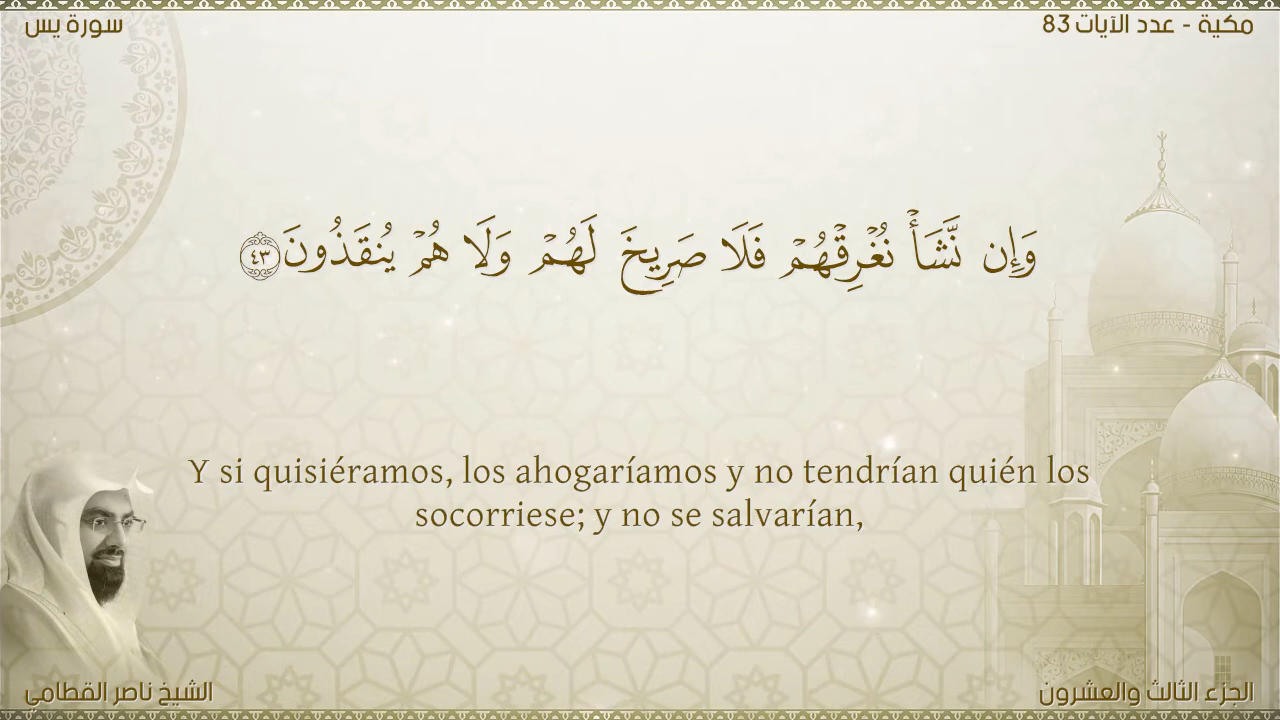 سورة يس
مكية - عدد الآيات 83
وَإِن نَّشَأْ نُغْرِقْهُمْ فَلَا صَرِيخَ لَهُمْ وَلَا هُمْ يُنقَذُونَ ٤٣
Y si quisiéramos, los ahogaríamos y no tendrían quién los
socorriese; y no se salvarían,
الشيخ ناصر القطامي
الجزء الثالث والعشرون